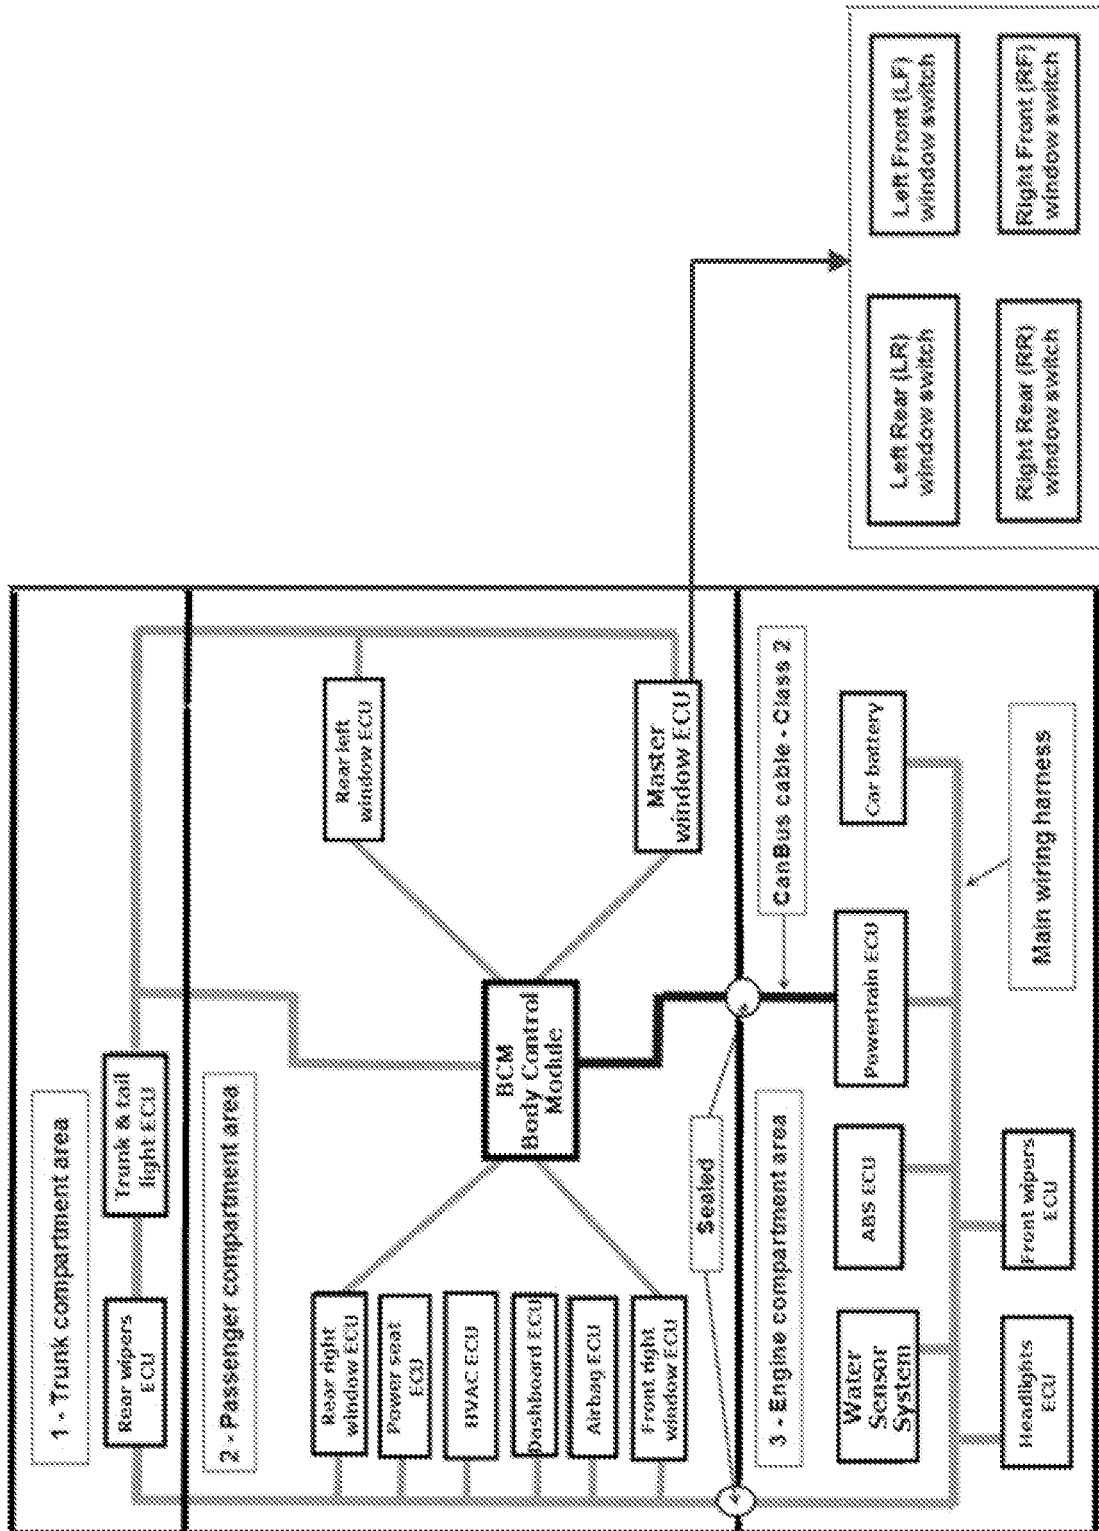 1 - Trunk compartment area
Rear wipers
ECU
Trunk & tail
light ECU
2 - Passenger compartment area
Rear right
window ECU
Power seat
ECU
HVAC ECU
Dashboard ECU
Airbag ECU
Front right
window ECU
BCM
Body Control
Module
Rear left
window ECU
Master
window ECU
Sealed
CanBus cable - Class 2
3 - Engine compartment area
Water
Sensor
System
ABS ECU
Powertrain ECU
Car battery
Headlights
ECU
Front wipers
ECU
Main wiring harness
Left Rear (LR)
window switch
Left Front (LF)
window switch
Right Rear (RR)
window switch
Right Front (RF)
window switch